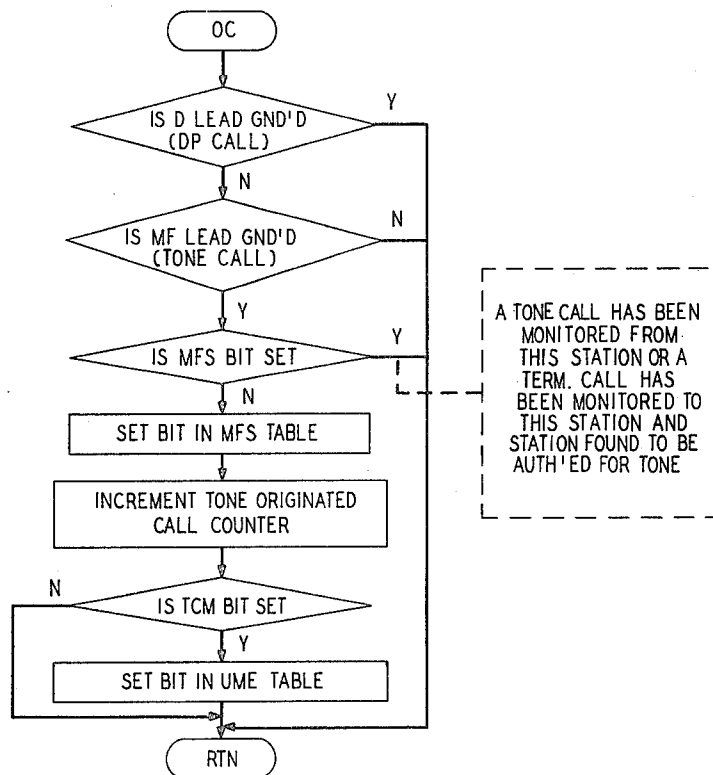 OC
Y
IS D LEAD GND'D
(DP CALL)
N
N
IS MF LEAD GND'D
(TONE CALL)
Y
Y
IS MFS BIT SET
N
A TONE CALL HAS BEEN
MONITORED FROM
THIS STATION OR A
TERM. CALL HAS
BEEN MONITORED TO
THIS STATION AND
STATION FOUND TO BE
AUTH'ED FOR TONE
SET BIT IN MFS TABLE
INCREMENT TONE ORIGINATED
CALL COUNTER
N
IS TCM BIT SET
Y
SET BIT IN UME TABLE
RTN